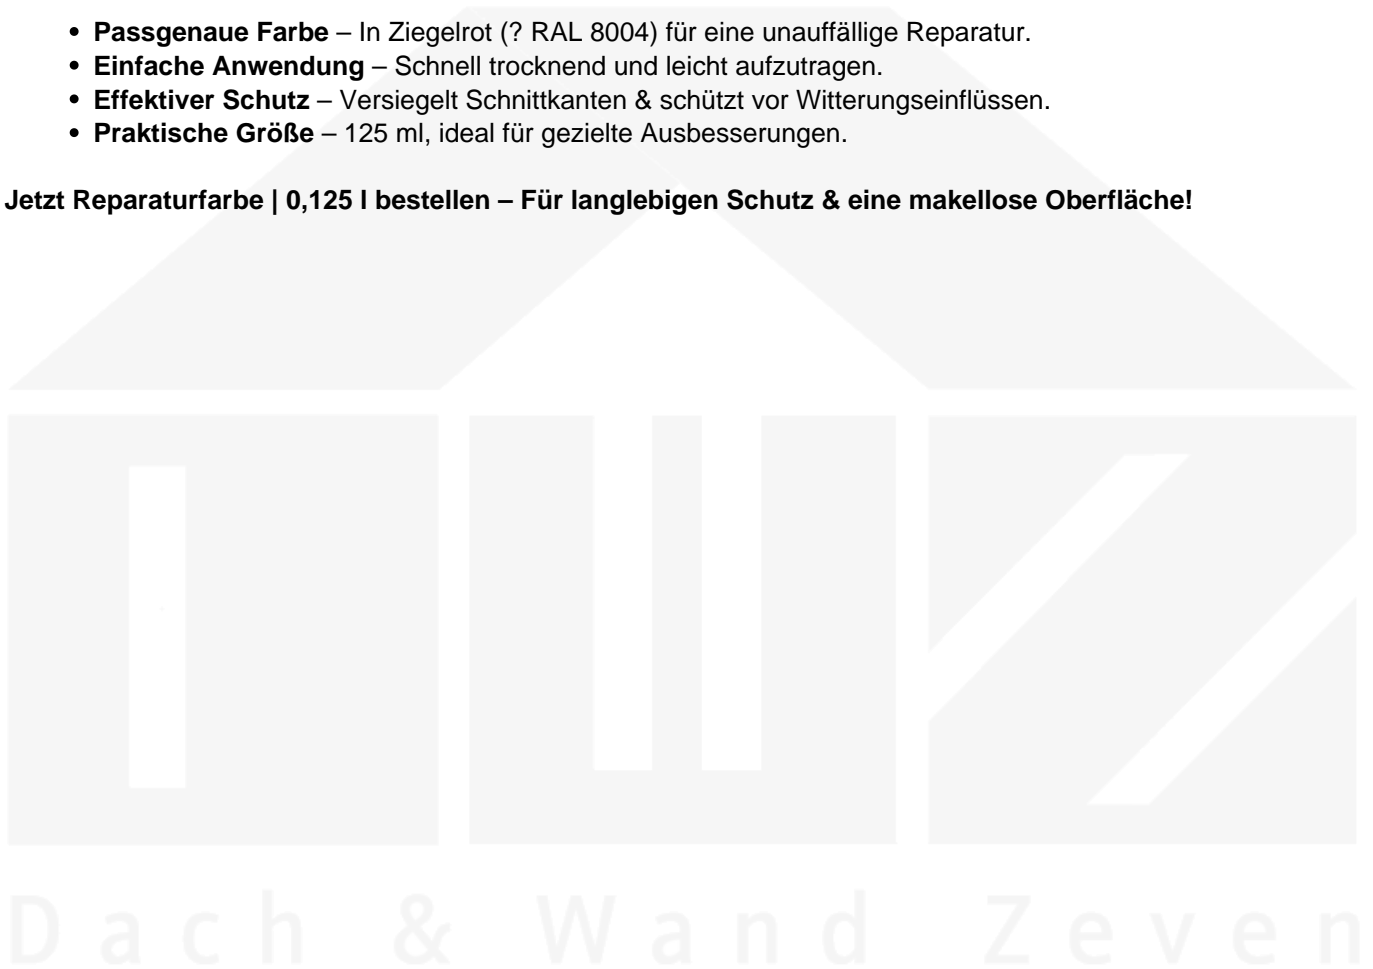 • Passgenaue Farbe – In Ziegelrot (? RAL 8004) für eine unauffällige Reparatur.
• Einfache Anwendung – Schnell trocknend und leicht aufzutragen.
• Effektiver Schutz – Versiegelt Schnittkanten & schützt vor Witterungseinflüssen.
• Praktische Größe – 125 ml, ideal für gezielte Ausbesserungen.
Jetzt Reparaturfarbe | 0,125 l bestellen – Für langlebigen Schutz & eine makellose Oberfläche!
Dach & Wand Zeven